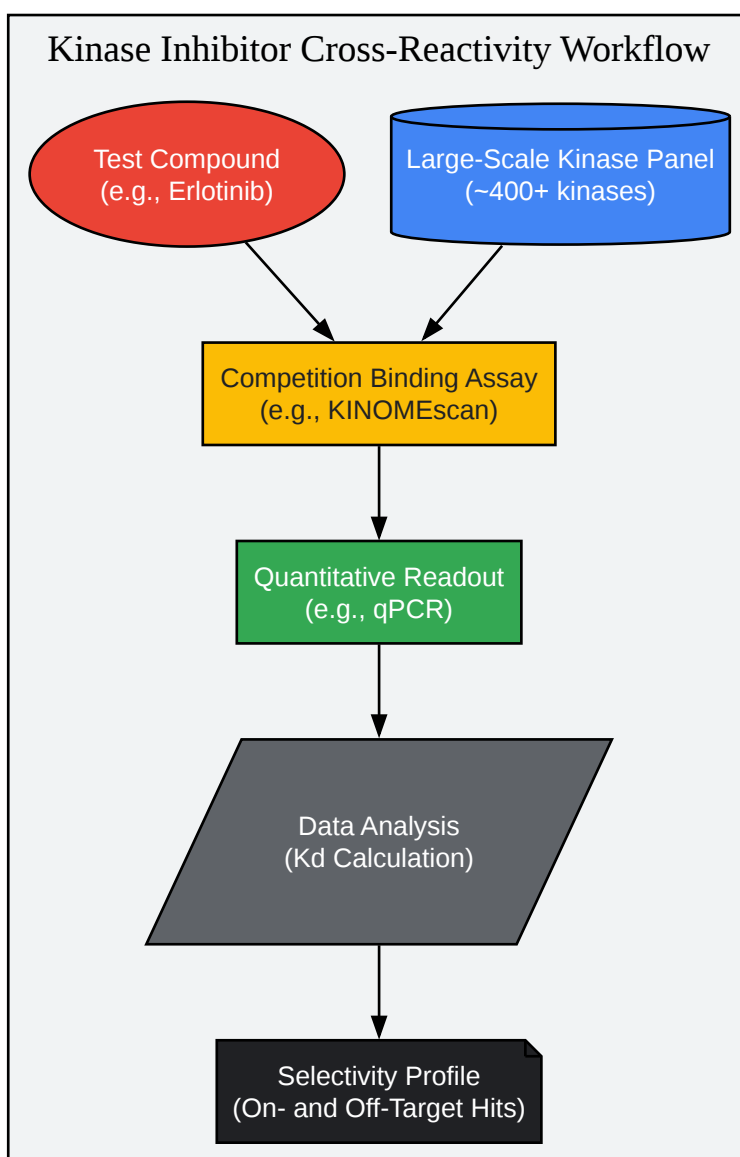 Kinase Inhibitor Cross-Reactivity Workflow
Test Compound
(e.g., Erlotinib)
Large-Scale Kinase Panel
(~400+ kinases)
Competition Binding Assay
(e.g., KINOMEscan)
Quantitative Readout
(e.g., qPCR)
Data Analysis
(Kd Calculation)
Selectivity Profile
(On- and Off-Target Hits)